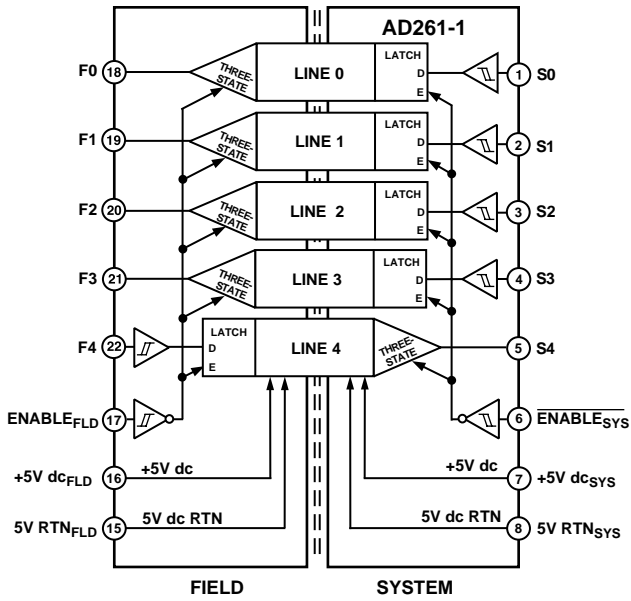 AD261-1
F0 18 THREE-STATE LINE 0 LATCH D E 1 S0
F1 19 THREE-STATE LINE 1 LATCH D E 2 S1
F2 20 THREE-STATE LINE 2 LATCH D E 3 S2
F3 21 THREE-STATE LINE 3 LATCH D E 4 S3
F4 22 LATCH D E LINE 4 THREE-STATE 5 S4
ENABLEFLD 17 6 ENABLESYS
+5V dcFLD 16 +5V dc +5V dc 7 +5V dcSYS
5V RTNFLD 15 5V dc RTN 5V dc RTN 8 5V RTNSYS
FIELD SYSTEM